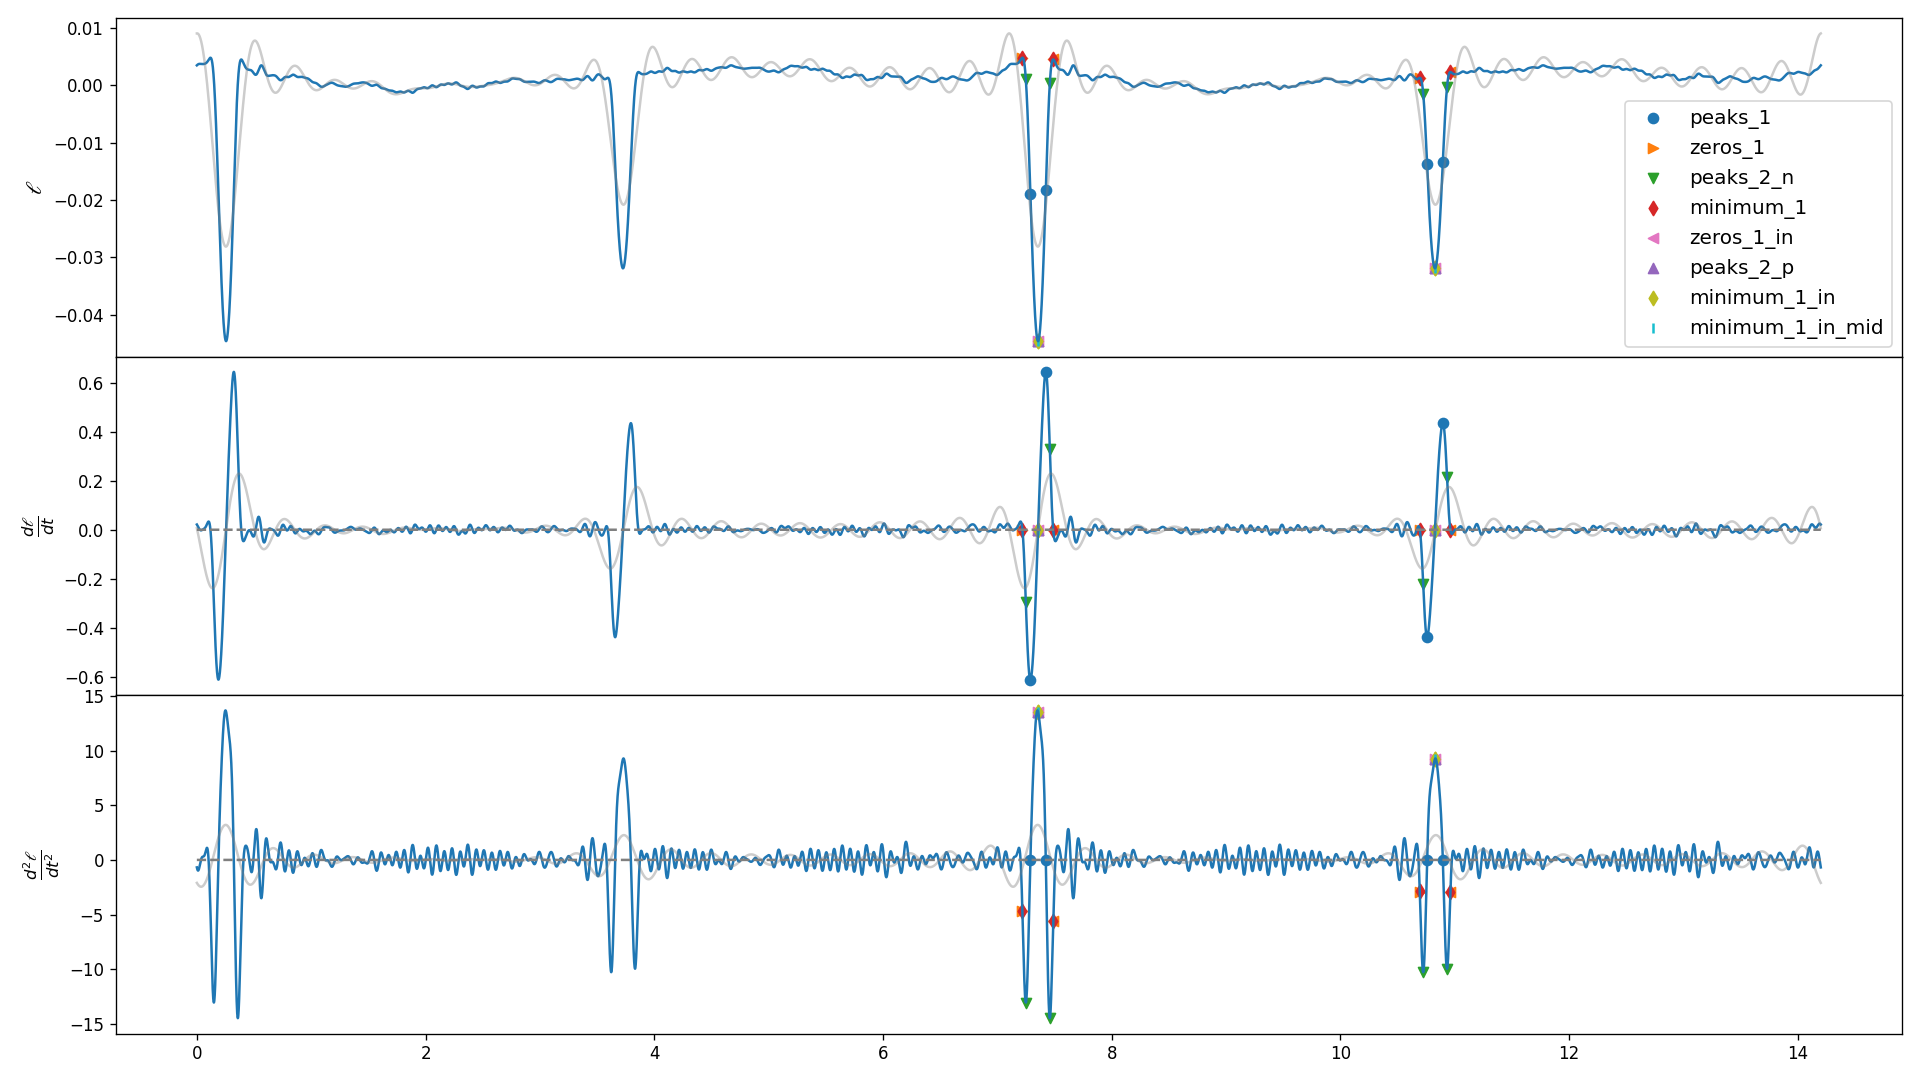 0.01
0.00
−0.01
−0.02
−0.03
−0.04
ℓ
peaks_1
zeros_1
peaks_2_n
minimum_1
zeros_1_in
peaks_2_p
minimum_1_in
minimum_1_in_mid
0.6
0.4
0.2
0.0
−0.2
−0.4
−0.6
dℓ
dt
15
10
5
0
−5
−10
−15
d²ℓ
dt²
0 2 4 6 8 10 12 14